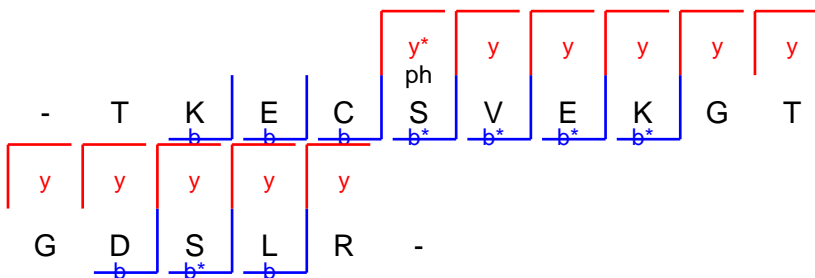 y* y y y y y
ph
- T K E C S V E K G T
b b b b* b* b* b*
y y y y y
G D S L R -
b b* b